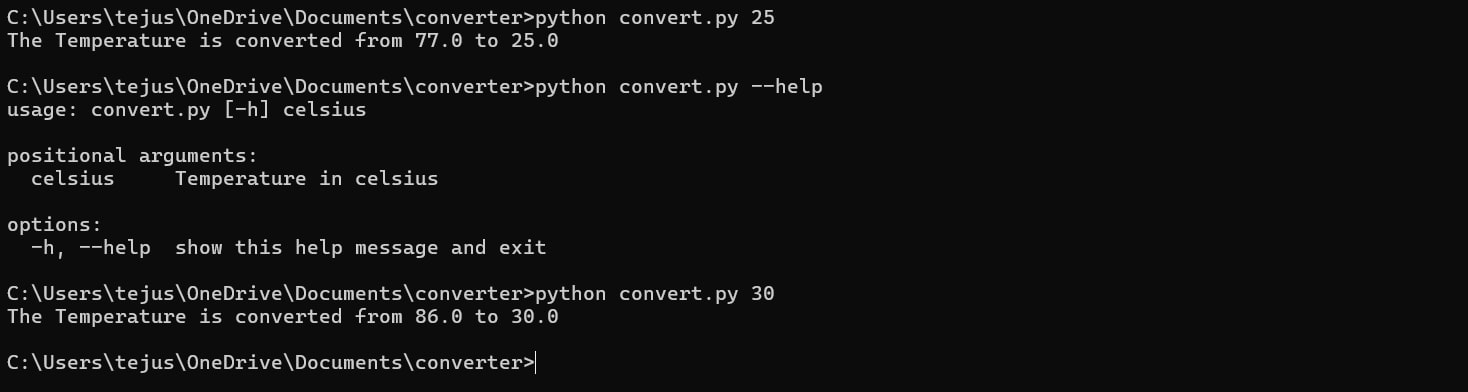 C:\Users\tejus\OneDrive\Documents\converter>python convert.py 25
The Temperature is converted from 77.0 to 25.0
C:\Users\tejus\OneDrive\Documents\converter>python convert.py --help
usage: convert.py [-h] celsius
positional arguments:
  celsius     Temperature in celsius
options:
  -h, --help  show this help message and exit
C:\Users\tejus\OneDrive\Documents\converter>python convert.py 30
The Temperature is converted from 86.0 to 30.0
C:\Users\tejus\OneDrive\Documents\converter>